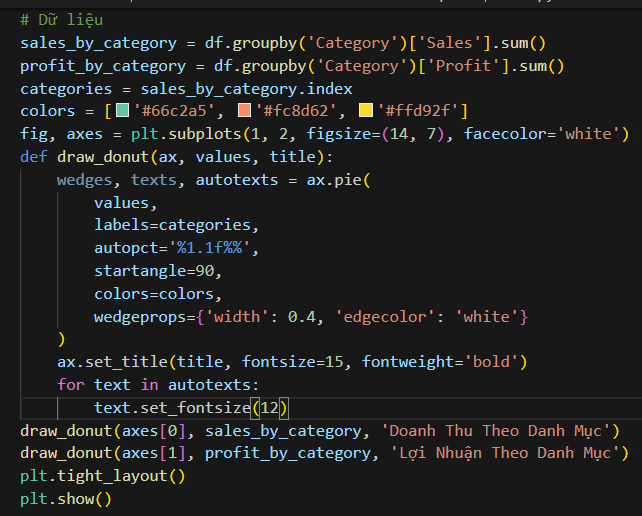 # Dữ liệu
sales_by_category = df.groupby('Category')['Sales'].sum()
profit_by_category = df.groupby('Category')['Profit'].sum()
categories = sales_by_category.index
colors = ['#66c2a5', '#fc8d62', '#ffd92f']
fig, axes = plt.subplots(1, 2, figsize=(14, 7), facecolor='white')
def draw_donut(ax, values, title):
    wedges, texts, autotexts = ax.pie(
        values,
        labels=categories,
        autopct='%1.1f%%',
        startangle=90,
        colors=colors,
        wedgeprops={'width': 0.4, 'edgecolor': 'white'}
    )
    ax.set_title(title, fontsize=15, fontweight='bold')
    for text in autotexts:
        text.set_fontsize(12)
draw_donut(axes[0], sales_by_category, 'Doanh Thu Theo Danh Mục')
draw_donut(axes[1], profit_by_category, 'Lợi Nhuận Theo Danh Mục')
plt.tight_layout()
plt.show()